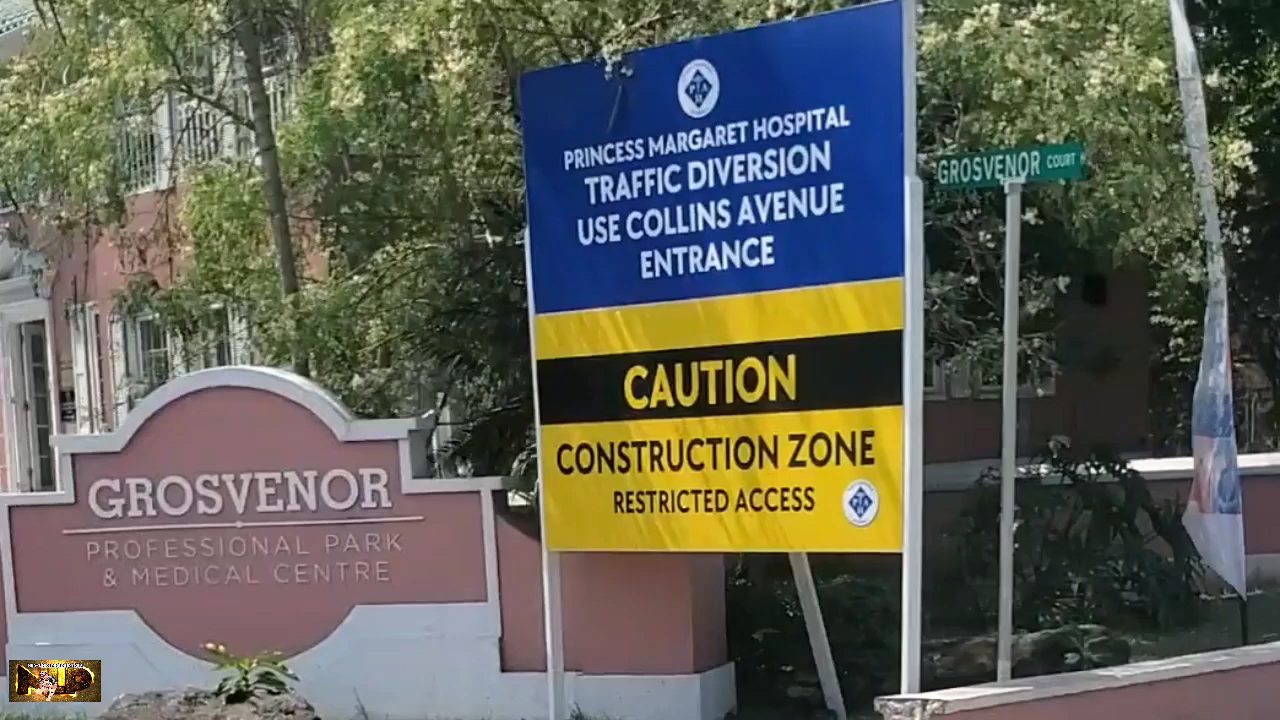 PRINCESS MARGARET HOSPITAL
TRAFFIC DIVERSION
USE COLLINS AVENUE
ENTRANCE
CAUTION
CONSTRUCTION ZONE
RESTRICTED ACCESS
GROSVENOR COURT
GROSVENOR
PROFESSIONAL PARK
& MEDICAL CENTRE